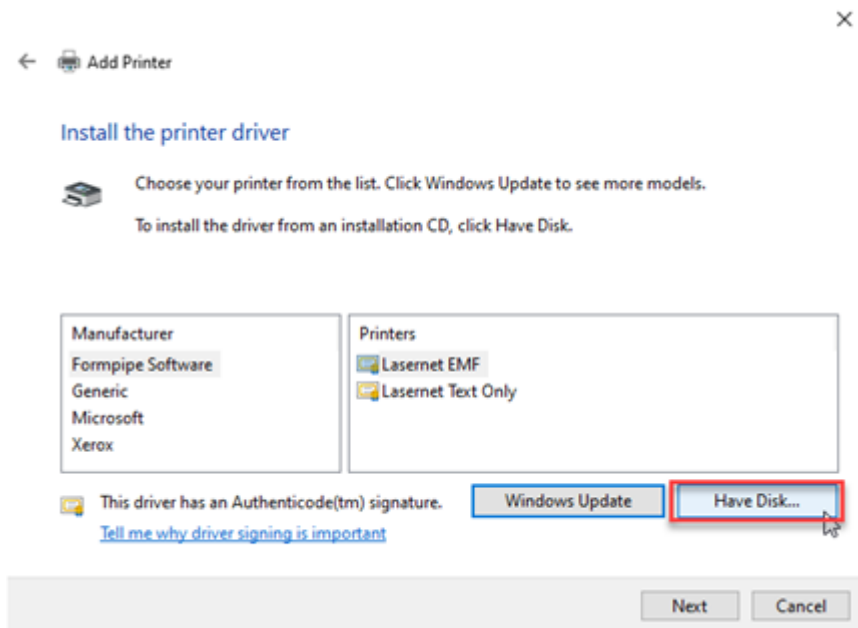 Add Printer
Install the printer driver
Choose your printer from the list. Click Windows Update to see more models.
To install the driver from an installation CD, click Have Disk.
Manufacturer
Formpipe Software
Generic
Microsoft
Xerox
Printers
Lasernet EMF
Lasernet Text Only
This driver has an Authenticode(tm) signature.
Tell me why driver signing is important
Windows Update
Have Disk...
Next
Cancel